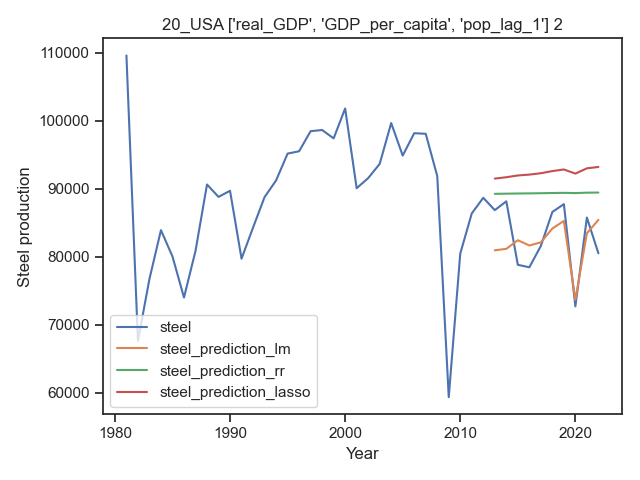 20_USA ['real_GDP', 'GDP_per_capita', 'pop_lag_1'] 2
110000
100000
90000
80000
70000
60000
Steel production
steel
steel_prediction_lm
steel_prediction_rr
steel_prediction_lasso
1980
1990
2000
2010
2020
Year